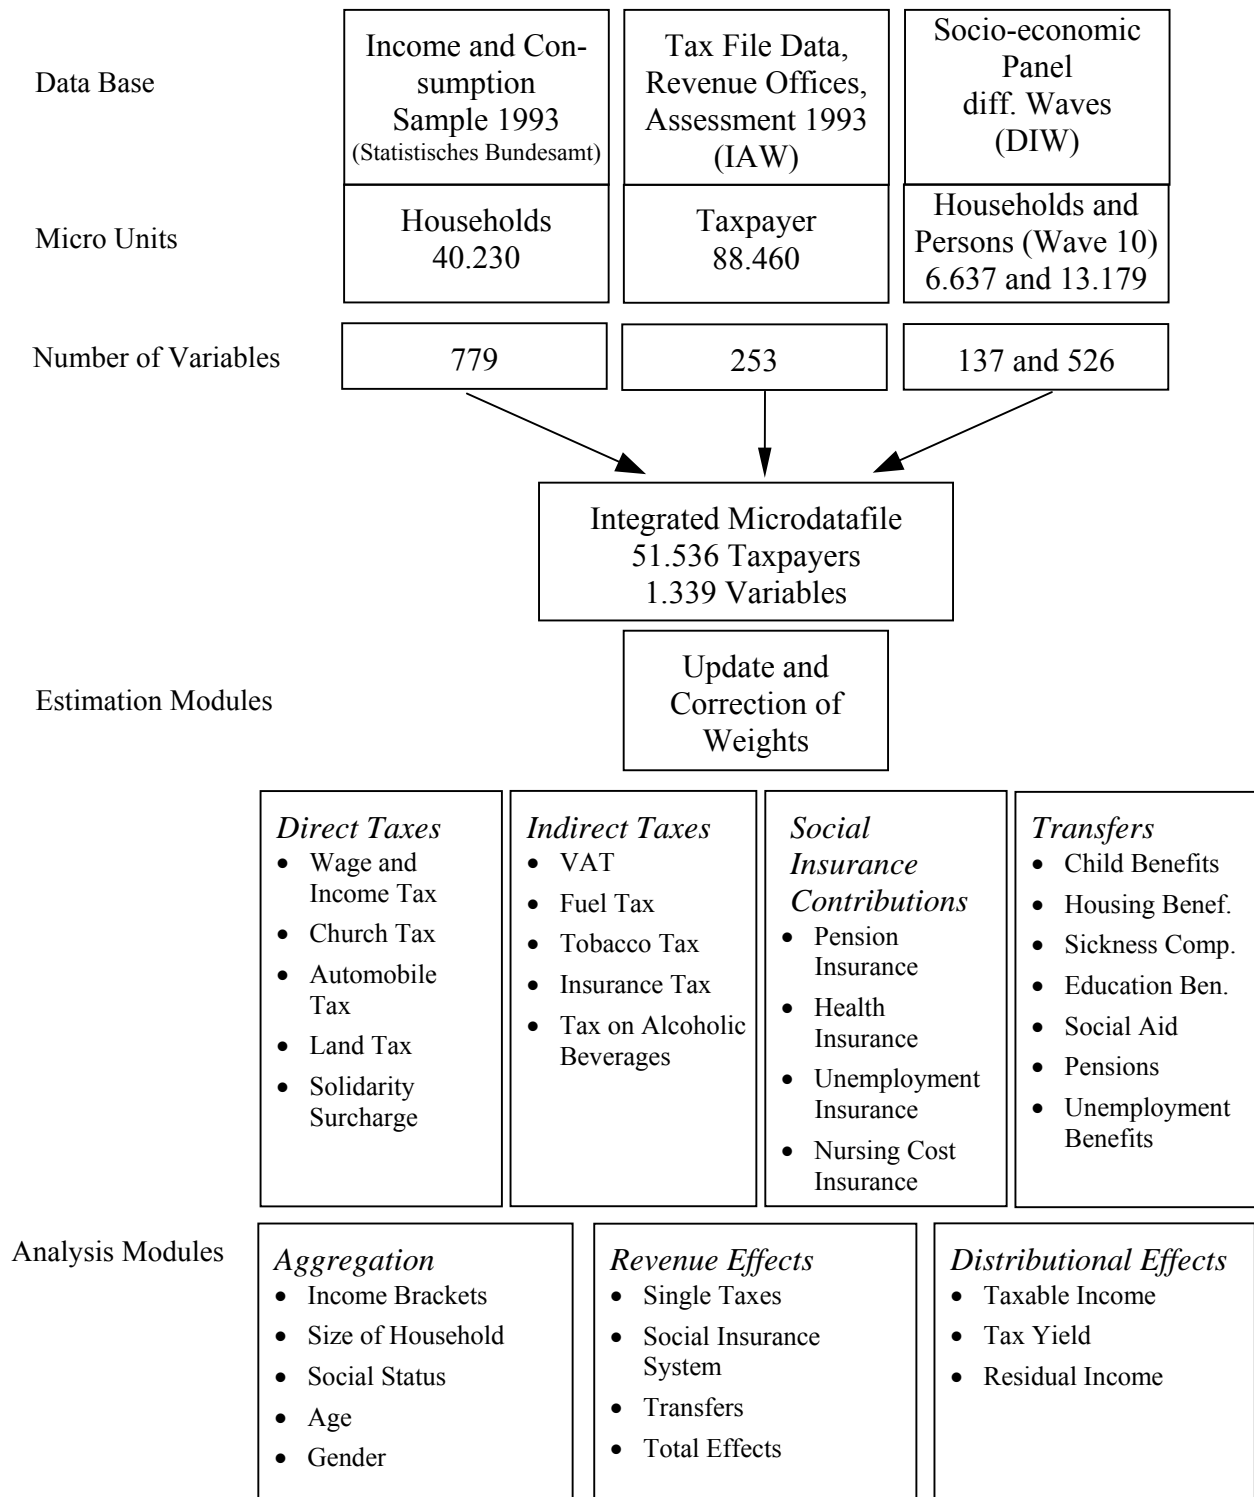 Data Base
Income and Con-
sumption
Sample 1993
(Statistisches Bundesamt)
Tax File Data,
Revenue Offices,
Assessment 1993
(IAW)
Socio-economic
Panel
diff. Waves
(DIW)
Micro Units
Households
40.230
Taxpayer
88.460
Households and
Persons (Wave 10)
6.637 and 13.179
Number of Variables
779
253
137 and 526
Integrated Microdatafile
51.536 Taxpayers
1.339 Variables
Estimation Modules
Update and
Correction of
Weights
Direct Taxes
• Wage and
Income Tax
• Church Tax
• Automobile
Tax
• Land Tax
• Solidarity
Surcharge
Indirect Taxes
• VAT
• Fuel Tax
• Tobacco Tax
• Insurance Tax
• Tax on Alcoholic
Beverages
Social
Insurance
Contributions
• Pension
Insurance
• Health
Insurance
• Unemployment
Insurance
• Nursing Cost
Insurance
Transfers
• Child Benefits
• Housing Benef.
• Sickness Comp.
• Education Ben.
• Social Aid
• Pensions
• Unemployment
Benefits
Analysis Modules
Aggregation
• Income Brackets
• Size of Household
• Social Status
• Age
• Gender
Revenue Effects
• Single Taxes
• Social Insurance
System
• Transfers
• Total Effects
Distributional Effects
• Taxable Income
• Tax Yield
• Residual Income